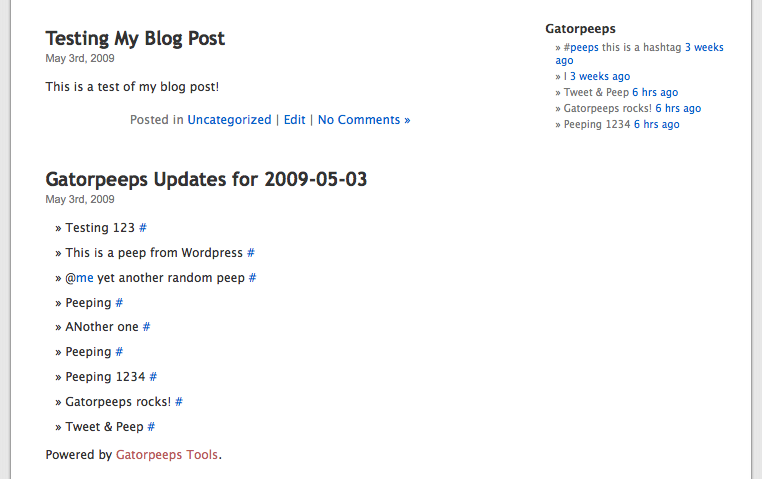 Testing My Blog Post
May 3rd, 2009
This is a test of my blog post!
Posted in Uncategorized | Edit | No Comments »
Gatorpeeps Updates for 2009-05-03
May 3rd, 2009
» Testing 123 #
» This is a peep from Wordpress #
» @me yet another random peep #
» Peeping #
» ANother one #
» Peeping #
» Peeping 1234 #
» Gatorpeeps rocks! #
» Tweet & Peep #
Powered by Gatorpeeps Tools.
Gatorpeeps
» #peeps this is a hashtag 3 weeks
ago
» I 3 weeks ago
» Tweet & Peep 6 hrs ago
» Gatorpeeps rocks! 6 hrs ago
» Peeping 1234 6 hrs ago